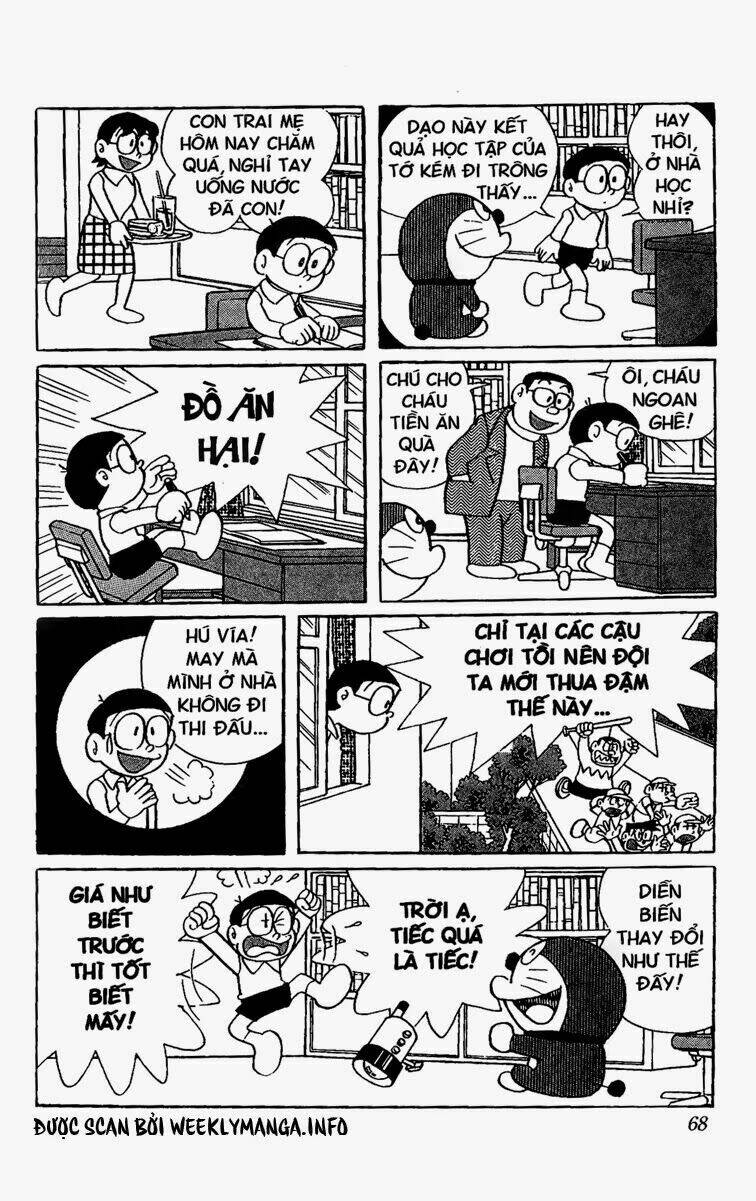 HAY
THÔI,
Ở NHÀ
HỌC
NHỈ?
DẠO NÀY KẾT
QUẢ HỌC TẬP CỦA
TỚ KÉM ĐI TRÔNG
THẤY...
CON TRAI MẸ
HÔM NAY CHĂM
QUÁ, NGHỈ TAY
UỐNG NƯỚC
ĐÃ CON!
ÔI, CHÁU
NGOAN
GHÊ!
CHÚ CHO
CHÁU
TIỀN ĂN
QUÀ
ĐÂY!
ĐỒ ĂN
HẠI!
CHỈ TẠI CÁC CẬU
CHƠI TỒI NÊN ĐỘI
TA MỚI THUA ĐẬM
THẾ NÀY...
HÚ VÍA!
MAY MÀ
MÌNH Ở NHÀ
KHÔNG ĐI
THI ĐẤU...
DIỄN
BIẾN
THAY ĐỔI
NHƯ THẾ
ĐẤY!
TRỜI Ạ,
TIẾC QUÁ
LÀ TIẾC!
GIÁ NHƯ
BIẾT
TRƯỚC
THÌ TỐT
BIẾT
MẤY!
ĐƯỢC SCAN BỞI WEEKLYMANGA.INFO
68